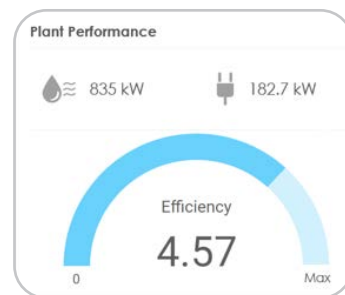 Plant Performance
835 kW 182.7 kW
Efficiency
4.57
0 Max